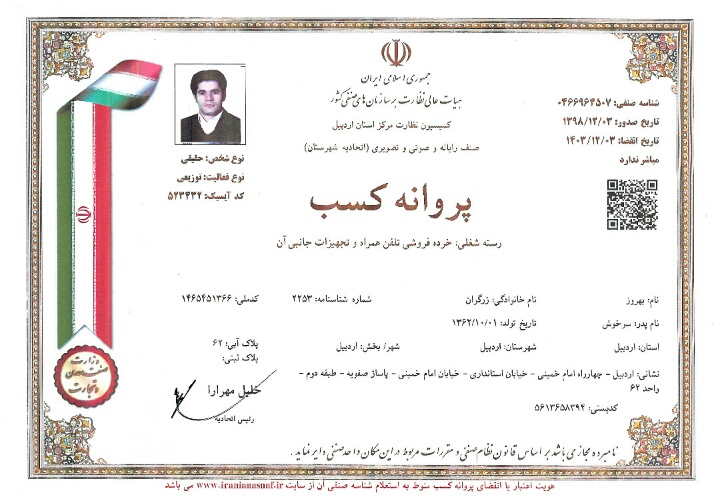 جمهوری اسلامی ایران
هیات عالی نظارت بر سازمان‌های صنفی کشور
کمیسیون نظارت مرکز استان اردبیل
صنف رایانه و صوتی و تصویری (اتحادیه شهرستان)
شناسه صنفی: ۰۴۶۶۹۶۴۵۰۷
تاریخ صدور: ۱۳۹۸/۱۲/۰۳
تاریخ انقضا: ۱۴۰۳/۱۲/۰۳
مباشر ندارد
نوع شخص: حقیقی
نوع فعالیت: توزیعی
کد آیسیک: ۵۲۳۴۳۲
پروانه کسب
رسته شغلی: خرده فروشی تلفن همراه و تجهیزات جانبی آن
نام: بهروز نام خانوادگی: زرگران شماره شناسنامه: ۲۲۵۳ کدملی: ۱۴۶۵۴۵۱۳۶۶
نام پدر: سرخوش تاریخ تولد: ۱۳۶۲/۱۰/۰۱
استان: اردبیل شهرستان: اردبیل شهر/ بخش: اردبیل پلاک آبی: ۶۲
پلاک ثبتی:
نشانی: اردبیل - چهارراه امام خمینی - خیابان استانداری - خیابان امام خمینی - پاساژ صفویه - طبقه دوم -
واحد ۶۲
کدپستی: ۵۶۱۳۶۵۸۳۹۴
خلیل مهرآرا
رئیس اتحادیه
وزارت
صنعت، معدن
و تجارت
نامبرده مجاز می باشد بر اساس قانون نظام صنفی و مقررات مربوط در این مکان واحد صنفی دایر نماید .
هویت اعتبار یا انقضای پروانه کسب منوط به استعلام شناسه صنفی آن از سایت www.iranianasnaf.ir می باشد